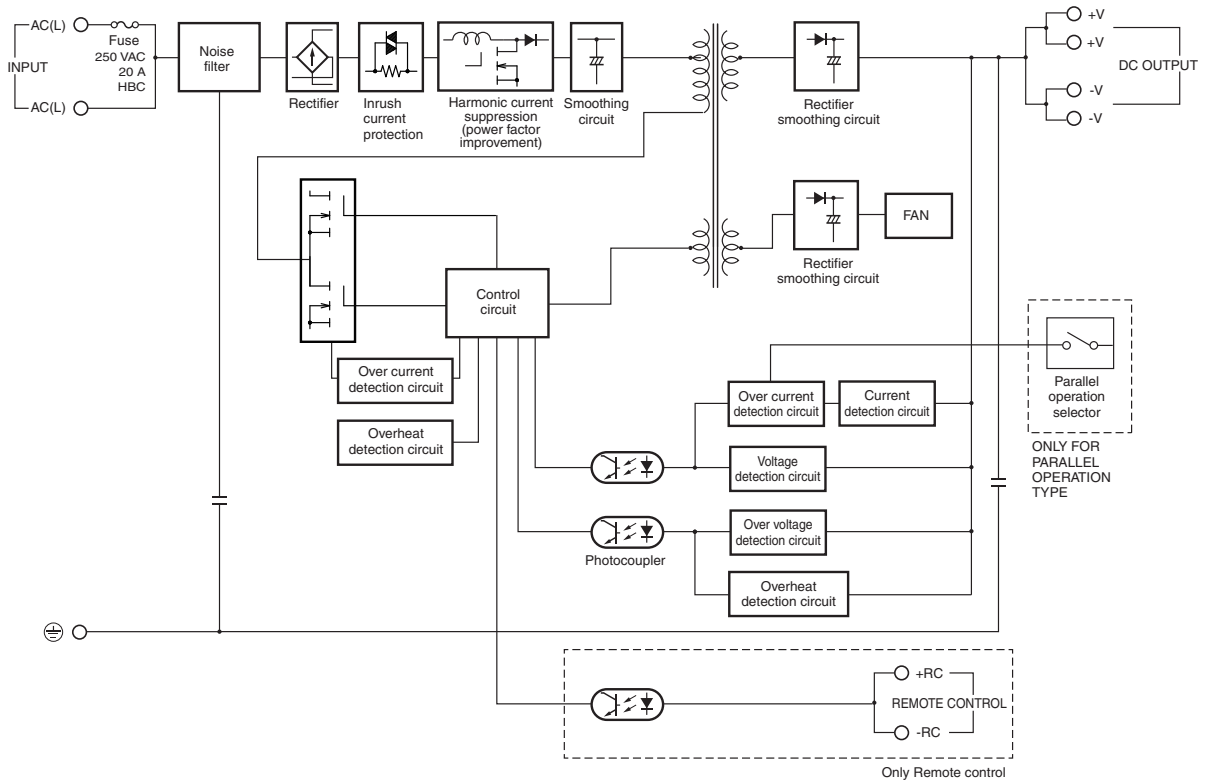 AC(L)
Fuse
250 VAC
20 A
HBC
INPUT
AC(L)
Noise
filter
Rectifier
Inrush
current
protection
Harmonic current
suppression
(power factor
improvement)
Smoothing
circuit
Rectifier
smoothing circuit
+V
+V
DC OUTPUT
-V
-V
Rectifier
smoothing circuit
FAN
Control
circuit
Over current
detection circuit
Overheat
detection circuit
Over current
detection circuit
Current
detection circuit
Parallel
operation
selector
ONLY FOR
PARALLEL
OPERATION
TYPE
Voltage
detection circuit
Photocoupler
Over voltage
detection circuit
Overheat
detection circuit
+RC
REMOTE CONTROL
-RC
Only Remote control